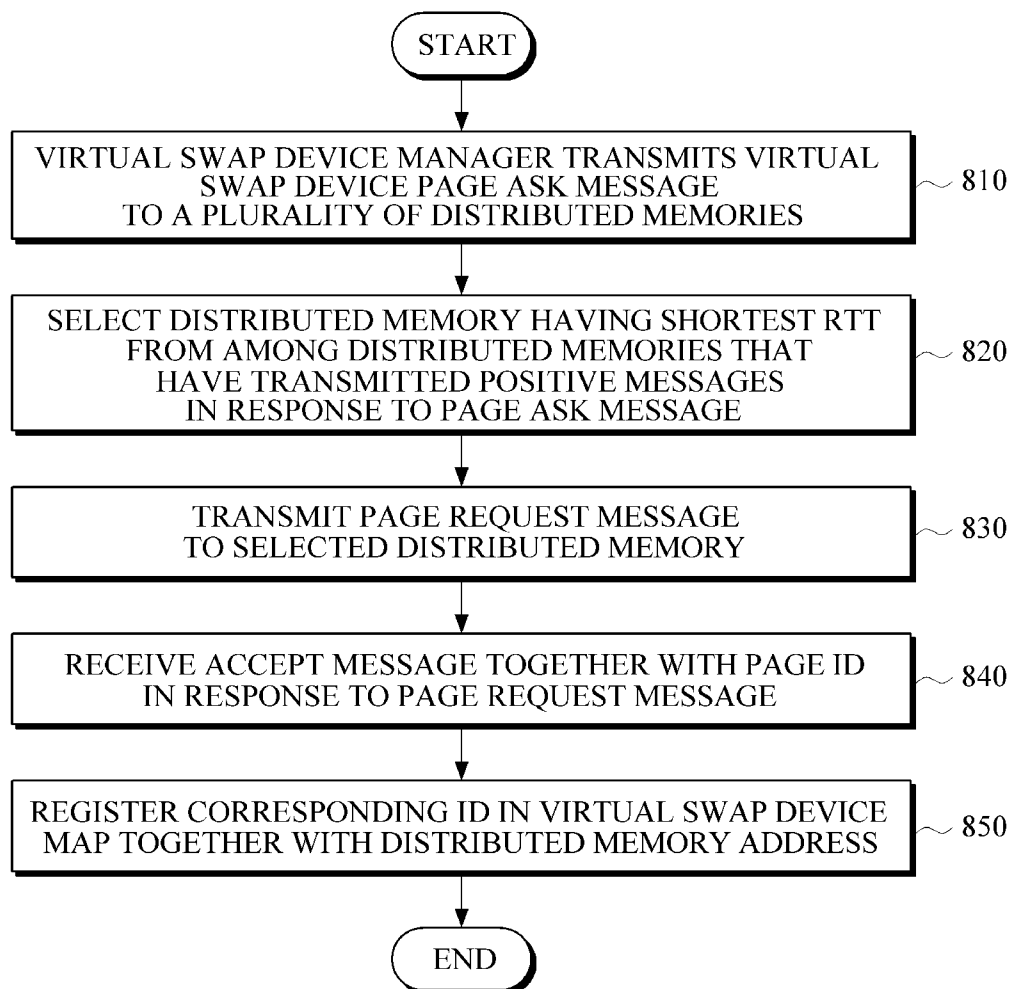 START
VIRTUAL SWAP DEVICE MANAGER TRANSMITS VIRTUAL
SWAP DEVICE PAGE ASK MESSAGE
TO A PLURALITY OF DISTRIBUTED MEMORIES
810
SELECT DISTRIBUTED MEMORY HAVING SHORTEST RTT
FROM AMONG DISTRIBUTED MEMORIES THAT
HAVE TRANSMITTED POSITIVE MESSAGES
IN RESPONSE TO PAGE ASK MESSAGE
820
TRANSMIT PAGE REQUEST MESSAGE
TO SELECTED DISTRIBUTED MEMORY
830
RECEIVE ACCEPT MESSAGE TOGETHER WITH PAGE ID
IN RESPONSE TO PAGE REQUEST MESSAGE
840
REGISTER CORRESPONDING ID IN VIRTUAL SWAP DEVICE
MAP TOGETHER WITH DISTRIBUTED MEMORY ADDRESS
850
END